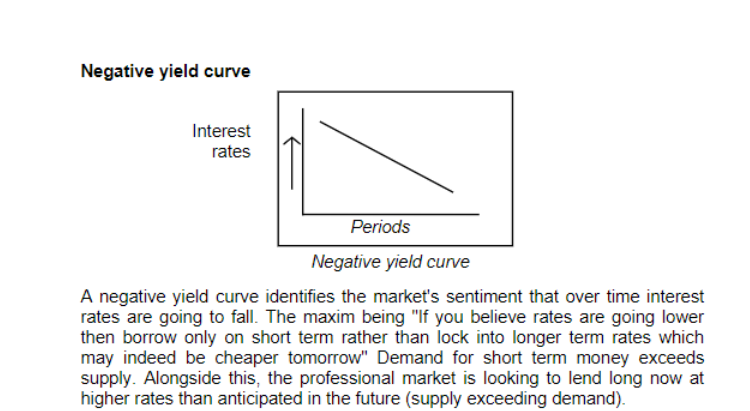 Negative yield curve
Interest
rates
Periods
Negative yield curve
A negative yield curve identifies the market's sentiment that over time interest
rates are going to fall. The maxim being "If you believe rates are going lower
then borrow only on short term rather than lock into longer term rates which
may indeed be cheaper tomorrow" Demand for short term money exceeds
supply. Alongside this, the professional market is looking to lend long now at
higher rates than anticipated in the future (supply exceeding demand).